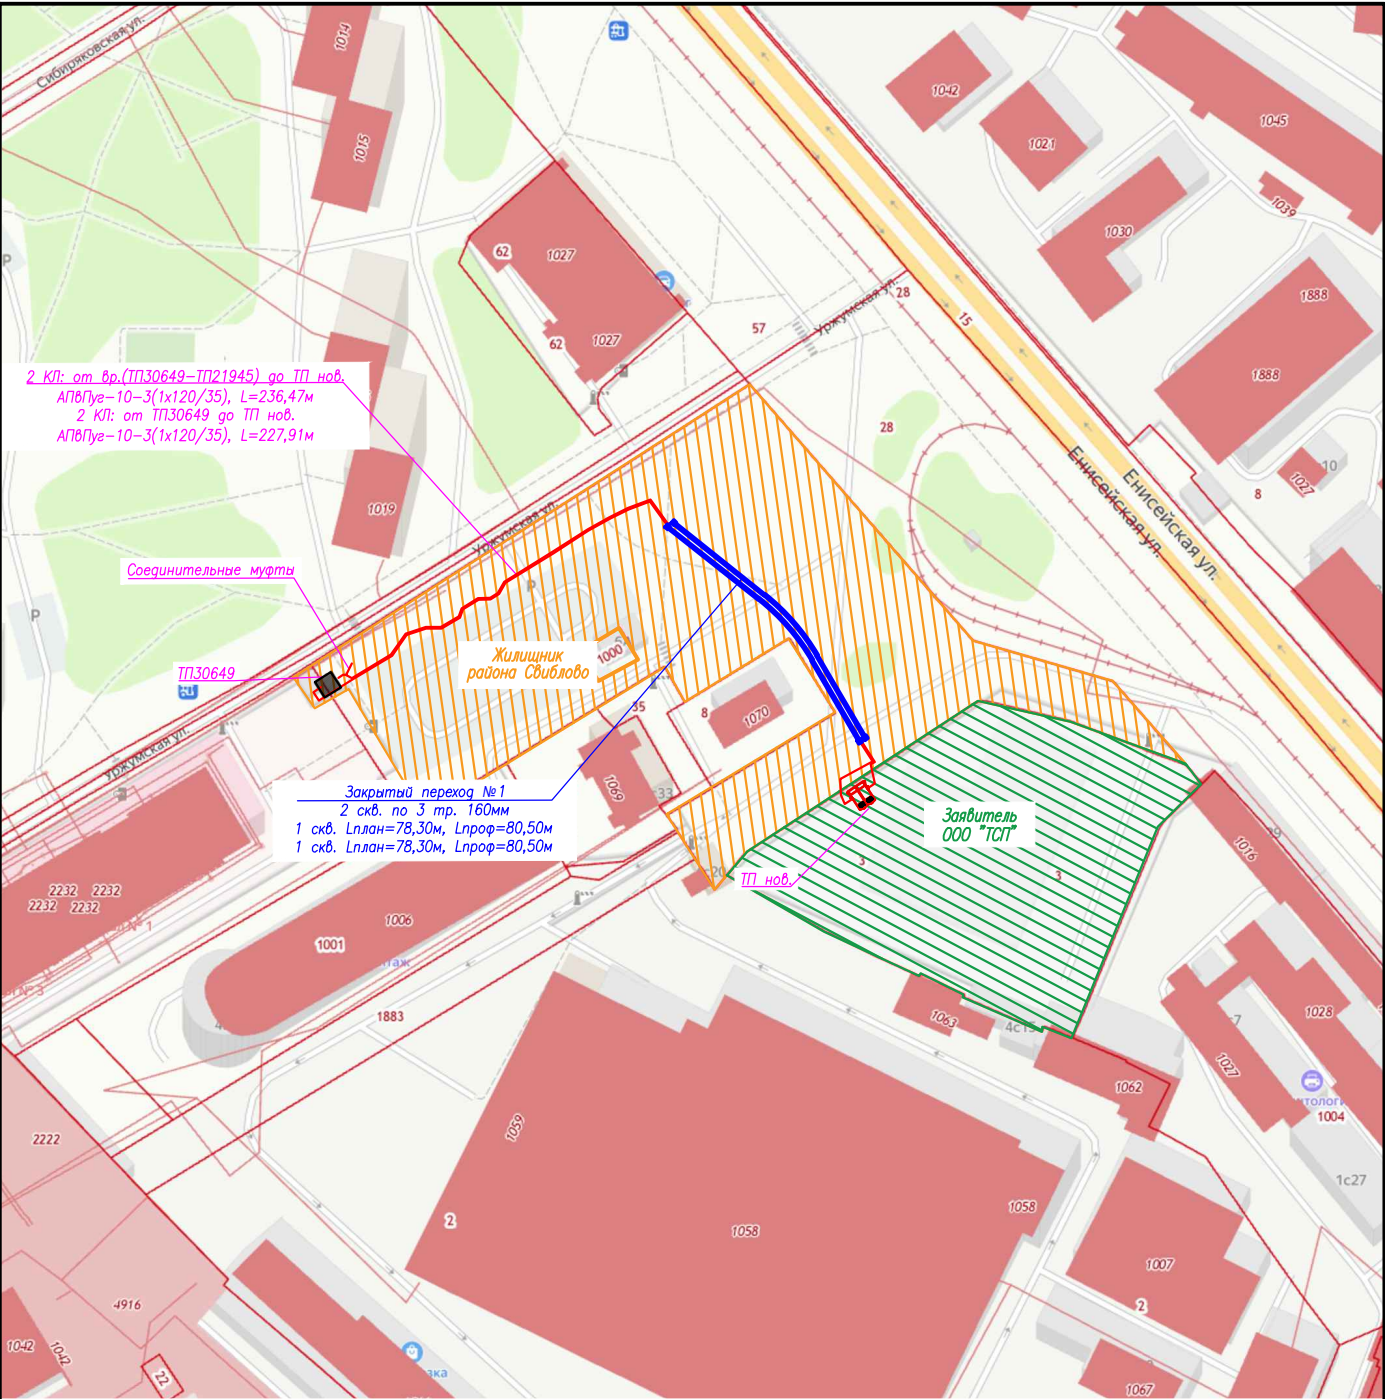 Сибиряковская ул.
1014
1015
1042
1045
1021
1039
1030
62
1027
1888
28
Уржумская ул.
15
57
62
1027
1888
2 КЛ: от вр.(ТП30649-ТП21945) до ТП нов.
АПвПуг-10-3(1х120/35), L=236,47м
2 КЛ: от ТП30649 до ТП нов.
АПвПуг-10-3(1х120/35), L=227,91м
28
Енисейская ул.
Енисейская ул.
10
1027
8
1019
Уржумская ул.
Соединительные муфты
Р
Р
Р
ТП30649
Жилищник
района Свиблово
1000
35
8
1070
Уржумская ул.
1069
33
Закрытый переход №1
2 скв. по 3 тр. 160мм
1 скв. Lплан=78,30м, Lпроф=80,50м
1 скв. Lплан=78,30м, Lпроф=80,50м
Заявитель
ООО "ТСП"
3
3
ТП нов.
1016
2232 2232
2232 2232
1006
1001
1883
1063
4с15
1028
1027
1062
1004
2222
1059
1с27
2
1058
1058
1007
2
4916
1042
1042
22
1067